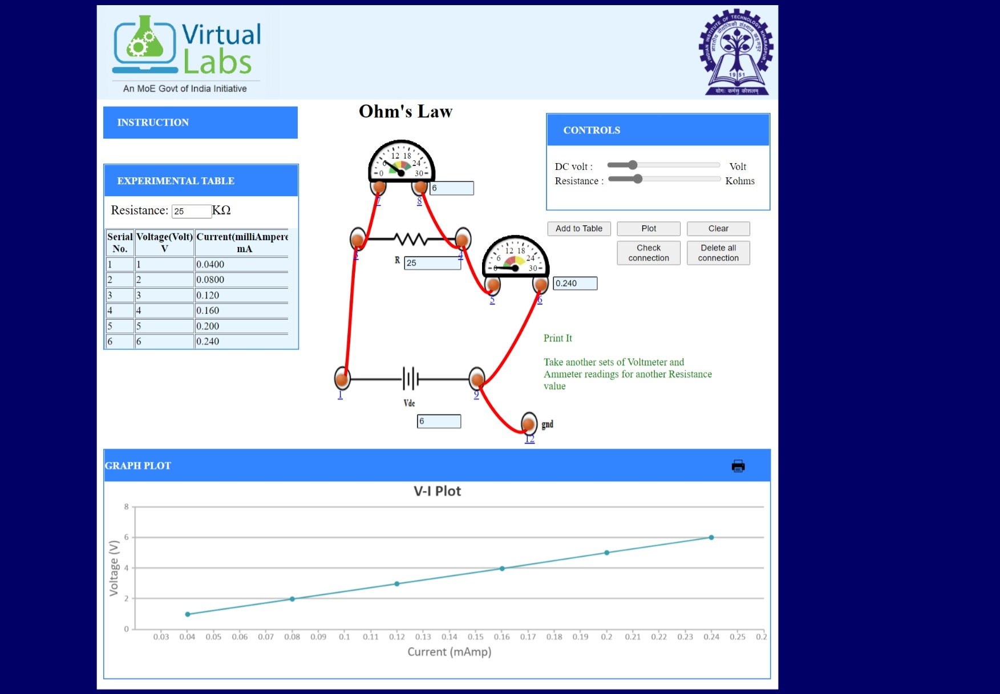 Virtual
Labs
An MoE Govt of India Initiative
INDIAN INSTITUTE OF TECHNOLOGY KHARAGPUR
1951
योगः कर्मसु कौशलम्
Ohm's Law
INSTRUCTION
EXPERIMENTAL TABLE
Resistance: 25 KΩ
Serial No. Voltage(Volt) V Current(milliAmpere mA
1 1 0.0400
2 2 0.0800
3 3 0.120
4 4 0.160
5 5 0.200
6 6 0.240
0 6 12 18 24 30
6
7 8
3 4
R 25
0 6 12 18 24 30
0.240
5 6
1 9
Vdc
6
gnd
12
CONTROLS
DC volt : Volt
Resistance : Kohms
Add to Table Plot Clear
Check connection Delete all connection
Print It
Take another sets of Voltmeter and
Ammeter readings for another Resistance
value
GRAPH PLOT
V-I Plot
Voltage (V)
8
6
4
2
0
0.03 0.04 0.05 0.06 0.07 0.08 0.09 0.1 0.11 0.12 0.13 0.14 0.15 0.16 0.17 0.18 0.19 0.2 0.21 0.22 0.23 0.24 0.25 0.2
Current (mAmp)